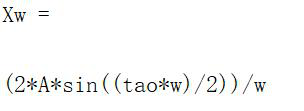 Xw =
(2*A*sin((tao*w)/2))/w